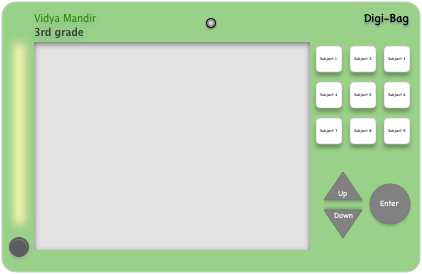 Vidya Mandir
3rd grade
Digi-Bag
Subject 1 Subject 2 Subject 3
Subject 4 Subject 5 Subject 6
Subject 7 Subject 8 Subject 9
Up
Down
Enter